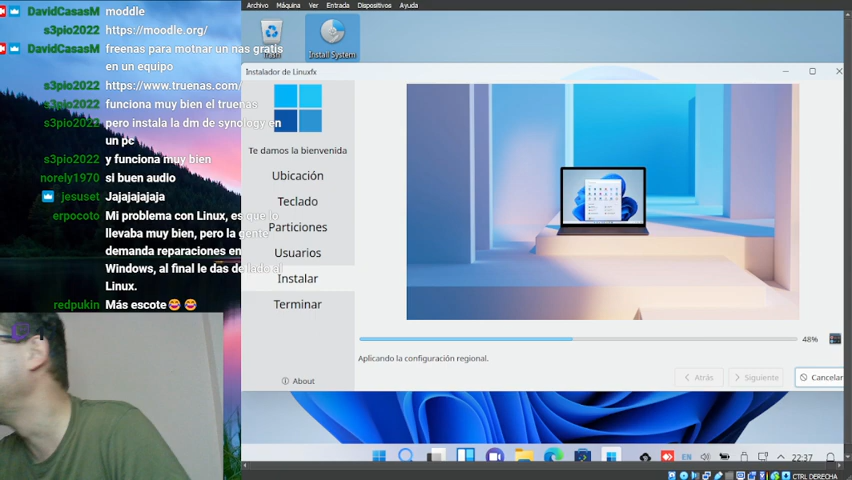 Archivo Máquina Ver Entrada Dispositivos Ayuda
DavidCasasM moddle
s3pio2022 https://moodle.org/
DavidCasasM freenas para motnar un nas gratis
en un equipo
s3pio2022 https://www.truenas.com/
s3pio2022 funciona muy bien el truenas
s3pio2022 pero instala la dm de synology en
un pc
s3pio2022 y funciona muy bien
norely1970 si buen audio
jesuset Jajajajajaja
erpocoto Mi problema con Linux, es que lo
llevaba muy bien, pero la gente
demanda reparaciones en
Windows, al final le das de lado al
Linux.
redpukin Más escote
Trash
Install System
Instalador de Linuxfx
Te damos la bienvenida
Ubicación
Teclado
Particiones
Usuarios
Instalar
Terminar
About
48%
Aplicando la configuración regional.
Atrás
Siguiente
Cancelar
EN
22:37
CTRL DERECHA